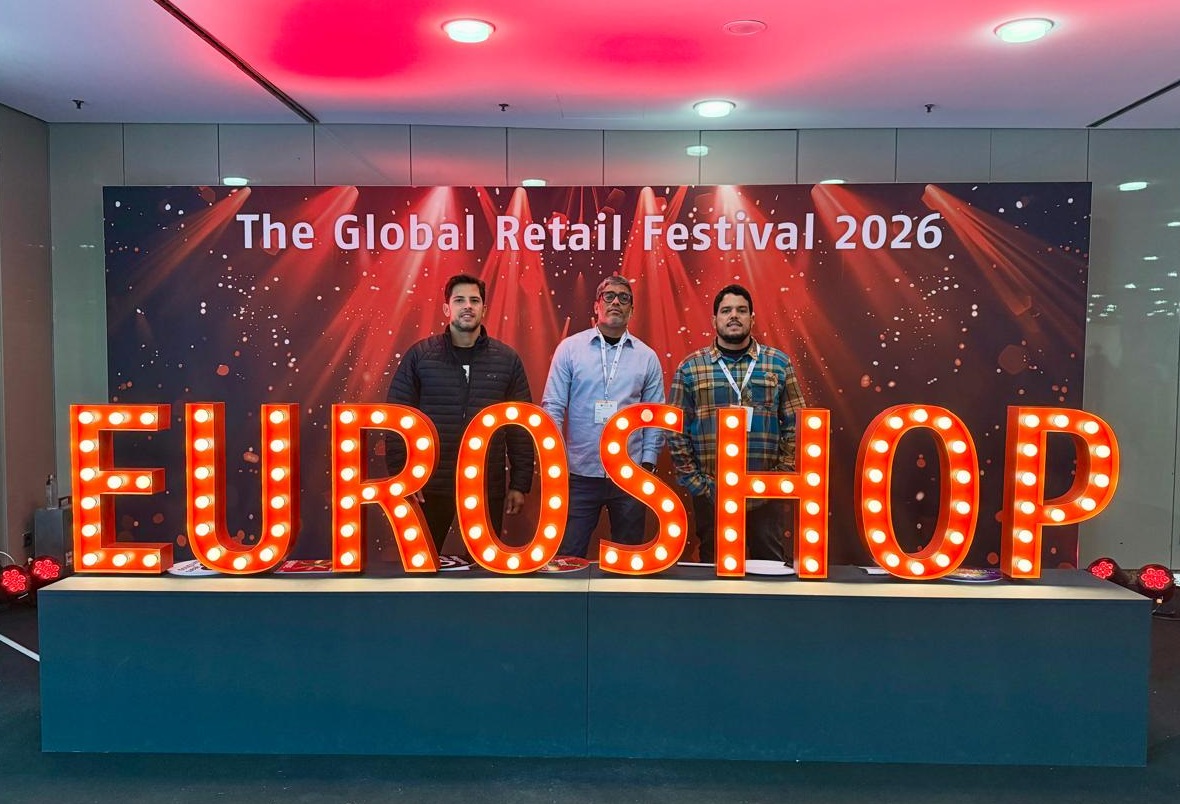 The Global Retail Festival 2026
EUROSHOP